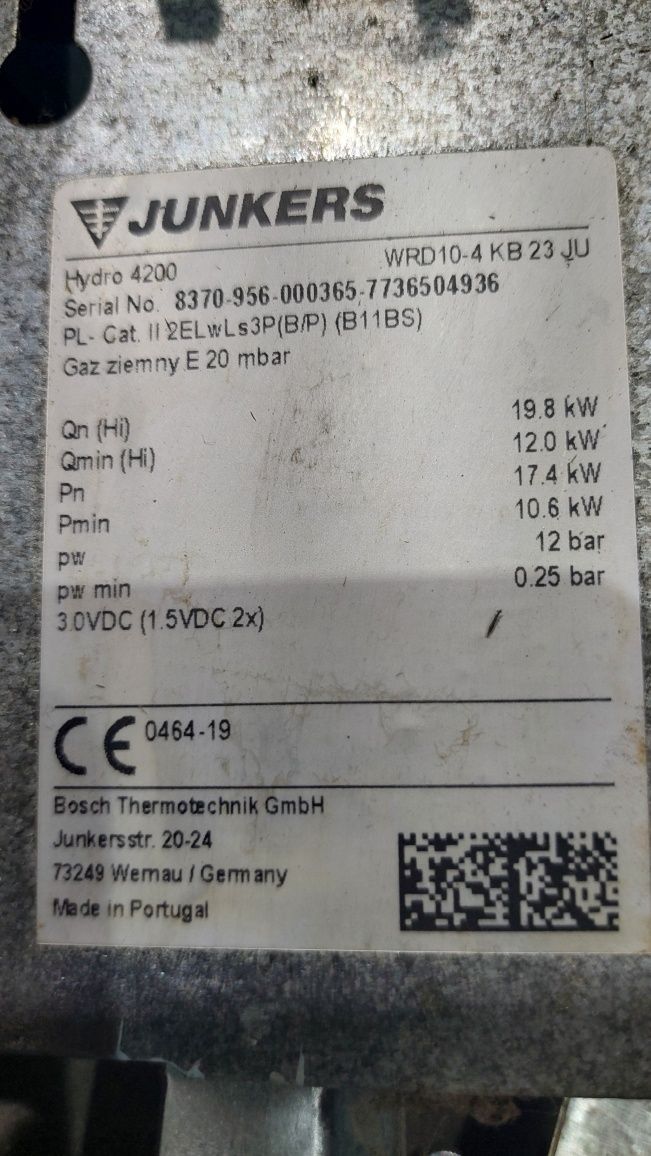 JUNKERS
Hydro 4200 WRD10-4 KB 23 JU
Serial No. 8370-956-000365-7736504936
PL- Cat. II 2ELwLs3P(B/P) (B11BS)
Gaz ziemny E 20 mbar
Qn (Hi) 19.8 kW
Qmin (Hi) 12.0 kW
Pn 17.4 kW
Pmin 10.6 kW
pw 12 bar
pw min 0.25 bar
3.0VDC (1.5VDC 2x)
CE 0464-19
Bosch Thermotechnik GmbH
Junkersstr. 20-24
73249 Wernau / Germany
Made in Portugal